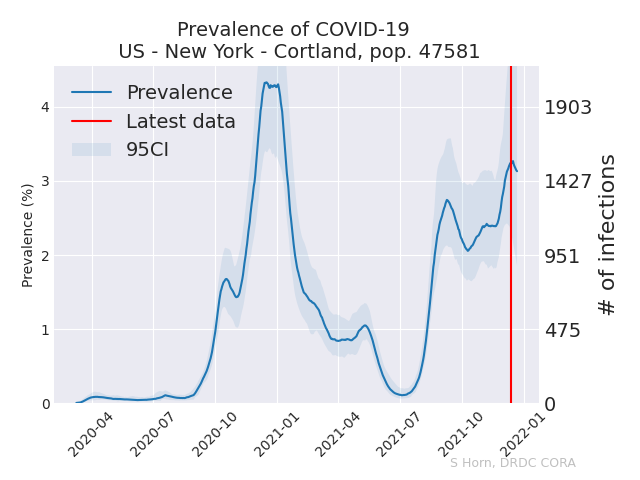 Prevalence of COVID-19
US - New York - Cortland, pop. 47581
Prevalence
Latest data
95CI
Prevalence (%)
4
3
2
1
0
1903
1427
951
475
0
# of infections
2020-04
2020-07
2020-10
2021-01
2021-04
2021-07
2021-10
2022-01
S Horn, DRDC CORA